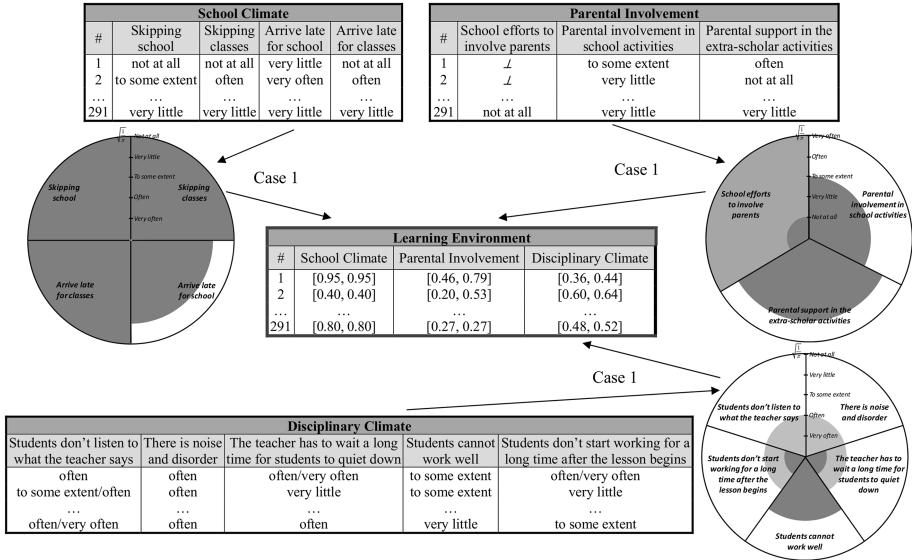 School Climate
# Skipping school Skipping classes Arrive late for school Arrive late for classes
1 not at all not at all very little not at all
2 to some extent often very often often
... ... ... ... ...
291 very little very little very little very little
Parental Involvement
# School efforts to involve parents Parental involvement in school activities Parental support in the extra-scholar activities
1 ⊥ to some extent often
2 ⊥ very little not at all
... ... ...
291 not at all very little very little
√1/π
Not at all
Very little
To some extent
Often
Very often
Skipping school
Skipping classes
Arrive late for classes
Arrive late for school
Case 1
√1/π
Very often
Often
To some extent
Very little
Not at all
School efforts to involve parents
Parental involvement in school activities
Parental support in the extra-scholar activities
Case 1
Learning Environment
# School Climate Parental Involvement Disciplinary Climate
1 [0.95, 0.95] [0.46, 0.79] [0.36, 0.44]
2 [0.40, 0.40] [0.20, 0.53] [0.60, 0.64]
... ... ...
291 [0.80, 0.80] [0.27, 0.27] [0.48, 0.52]
Case 1
√1/π
Not at all
Very little
To some extent
Often
Very often
Students don't listen to what the teacher says
There is noise and disorder
Students don't start working for a long time after the lesson begins
The teacher has to wait a long time for students to quiet down
Students cannot work well
Disciplinary Climate
Students don't listen to what the teacher says There is noise and disorder The teacher has to wait a long time for students to quiet down Students cannot work well Students don't start working for a long time after the lesson begins
often often often/very often to some extent often/very often
to some extent/often often very little to some extent very little
... ... ... ... ...
often/very often often often very little to some extent